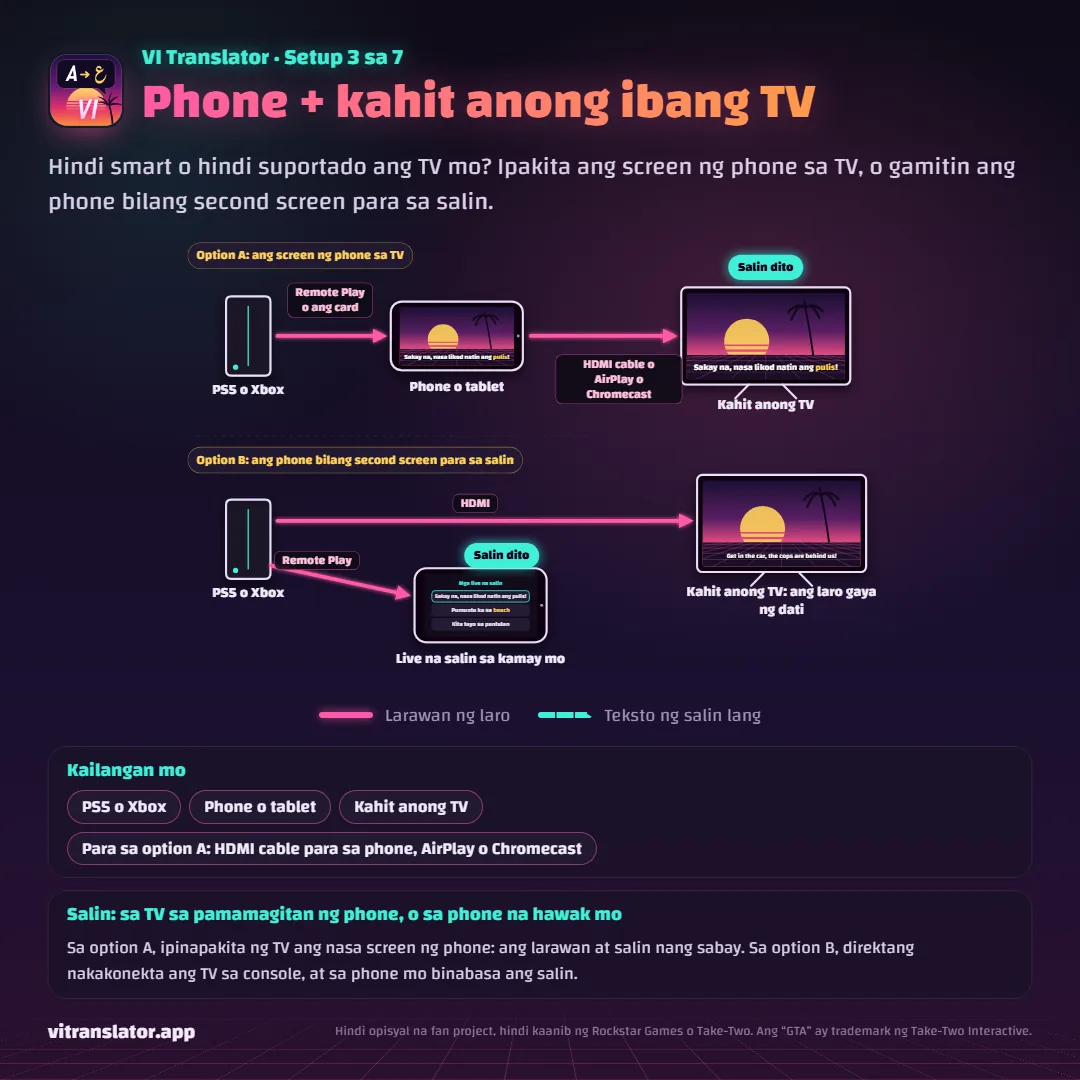 A→ع
VI
VI Translator · Setup 3 sa 7
Phone + kahit anong ibang TV
Hindi smart o hindi suportado ang TV mo? Ipakita ang screen ng phone sa TV, o gamitin ang
phone bilang second screen para sa salin.
Option A: ang screen ng phone sa TV
Salin dito
Remote Play
o ang card
Sakay na, nasa likod natin ang pulis!
Sakay na, nasa likod natin ang pulis!
HDMI cable o
AirPlay o
Chromecast
PS5 o Xbox
Phone o tablet
Kahit anong TV
Option B: ang phone bilang second screen para sa salin
HDMI
Get in the car, the cops are behind us!
Salin dito
Remote Play
Mga live na salin
Sakay na, nasa likod natin ang pulis!
Pumunta ka sa beach
Kita tayo sa pantalan
PS5 o Xbox
Kahit anong TV: ang laro gaya
ng dati
Live na salin sa kamay mo
Larawan ng laro
Teksto ng salin lang
Kailangan mo
PS5 o Xbox
Phone o tablet
Kahit anong TV
Para sa option A: HDMI cable para sa phone, AirPlay o Chromecast
Salin: sa TV sa pamamagitan ng phone, o sa phone na hawak mo
Sa option A, ipinapakita ng TV ang nasa screen ng phone: ang larawan at salin nang sabay. Sa option B, direktang
nakakonekta ang TV sa console, at sa phone mo binabasa ang salin.
vitranslator.app
Hindi opisyal na fan project, hindi kaanib ng Rockstar Games o Take-Two. Ang “GTA” ay trademark ng Take-Two Interactive.